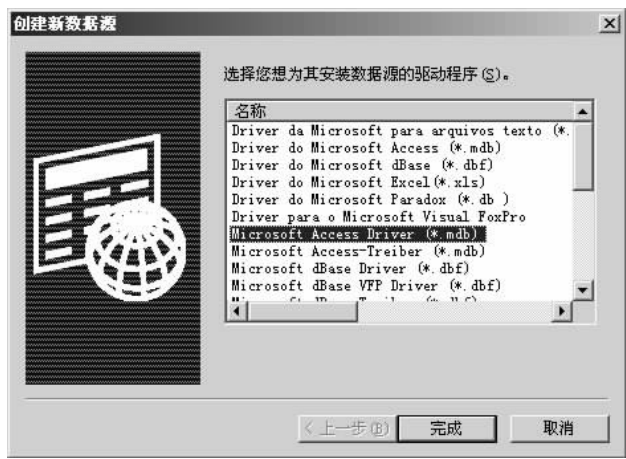 创建新数据源
选择您想为其安装数据源的驱动程序(S)。
名称
Driver da Microsoft para arquivos texto (*.
Driver do Microsoft Access (*.mdb)
Driver do Microsoft dBase (*.dbf)
Driver do Microsoft Excel(*.xls)
Driver do Microsoft Paradox (*.db )
Driver para o Microsoft Visual FoxPro
Microsoft Access Driver (*.mdb)
Microsoft Access-Treiber (*.mdb)
Microsoft dBase Driver (*.dbf)
Microsoft dBase VFP Driver (*.dbf)
<上一步(B) 完成 取消